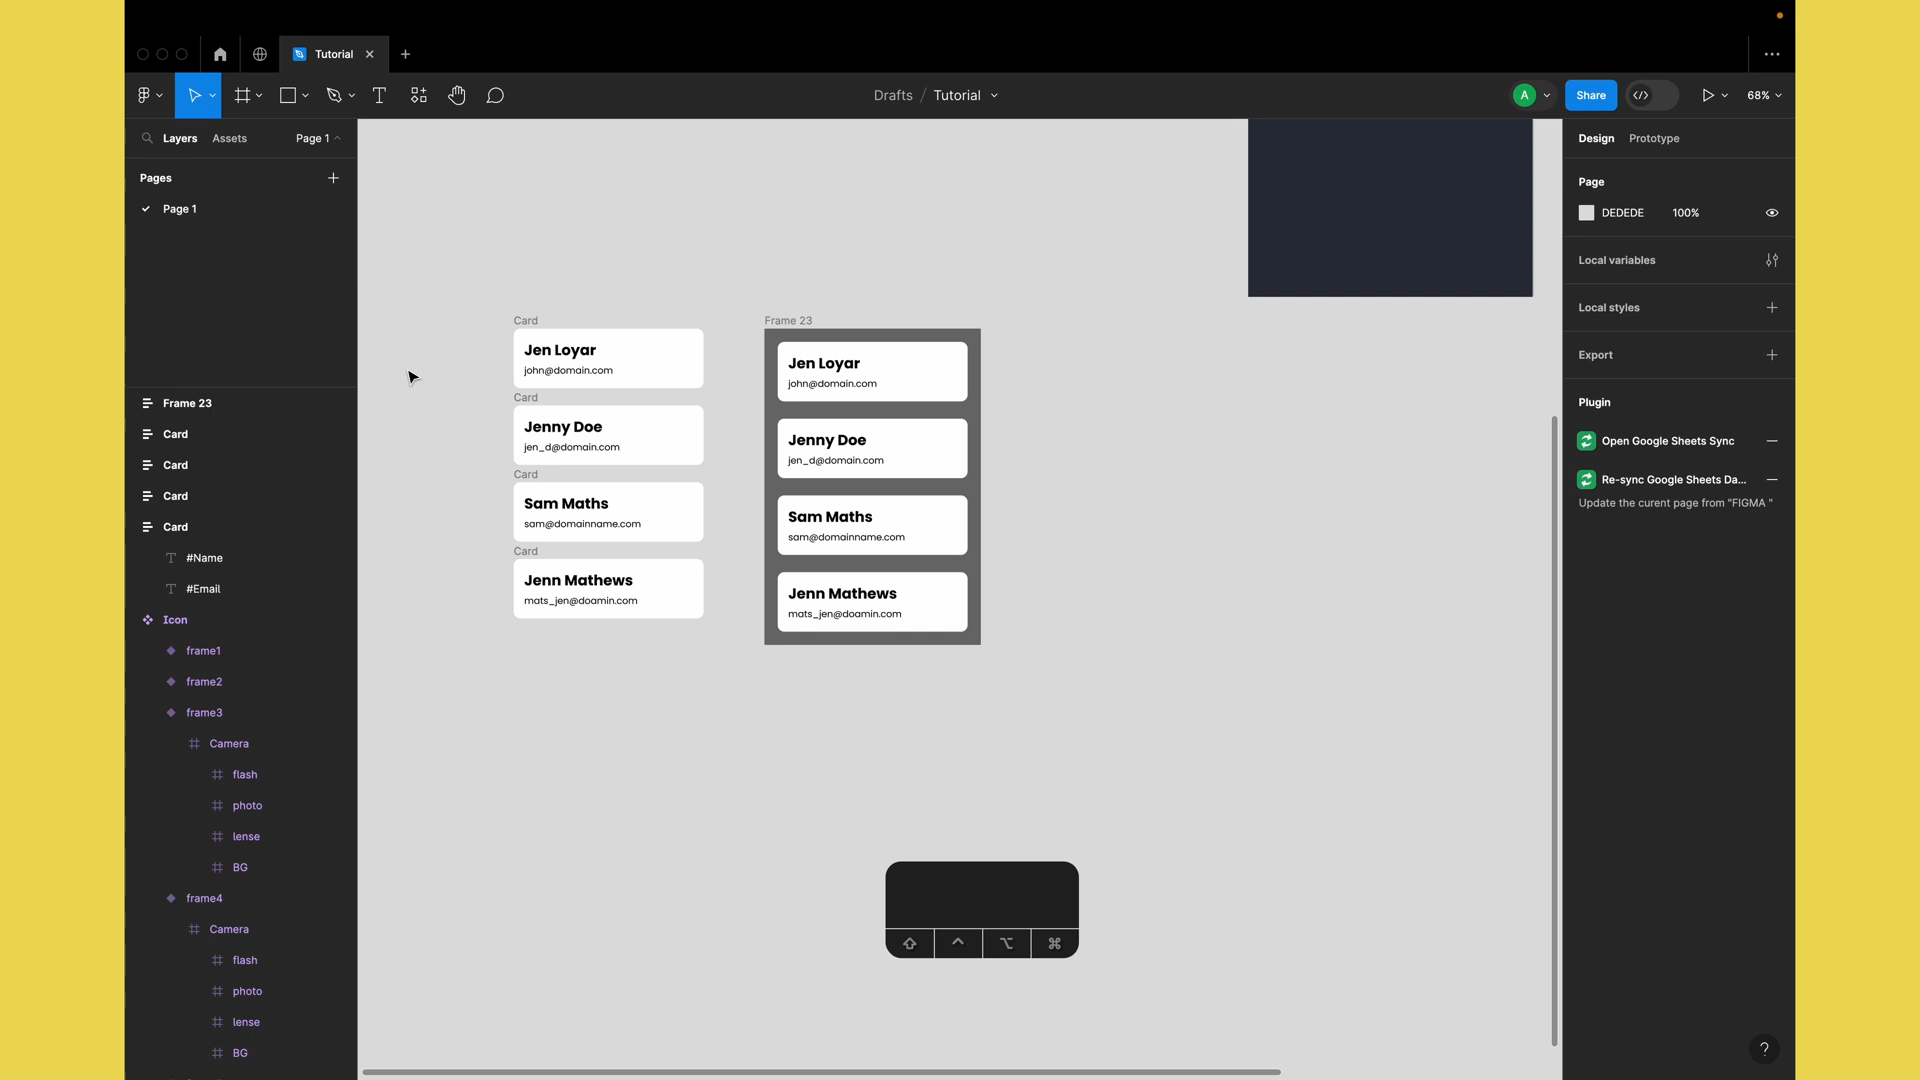 Tutorial
Drafts / Tutorial
A
Share
68%
Layers
Assets
Page 1
Pages
Page 1
Frame 23
Card
Card
Card
Card
#Name
#Email
Icon
frame1
frame2
frame3
Camera
flash
photo
lense
BG
frame4
Camera
flash
photo
lense
BG
Card
Jen Loyar
john@domain.com
Card
Jenny Doe
jen_d@domain.com
Card
Sam Maths
sam@domainname.com
Card
Jenn Mathews
mats_jen@doamin.com
Frame 23
Jen Loyar
john@domain.com
Jenny Doe
jen_d@domain.com
Sam Maths
sam@domainname.com
Jenn Mathews
mats_jen@doamin.com
Design
Prototype
Page
DEDEDE 100%
Local variables
Local styles
Export
Plugin
Open Google Sheets Sync
Re-sync Google Sheets Da...
Update the curent page from "FIGMA "
?